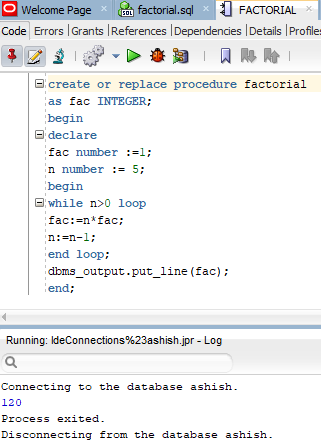 Welcome Page factorial.sql FACTORIAL
Code Errors Grants References Dependencies Details Profiles
create or replace procedure factorial
as fac INTEGER;
begin
declare
fac number :=1;
n number := 5;
begin
while n>0 loop
fac:=n*fac;
n:=n-1;
end loop;
dbms_output.put_line(fac);
end;
Running: IdeConnections%23ashish.jpr - Log
Connecting to the database ashish.
120
Process exited.
Disconnecting from the database ashish.